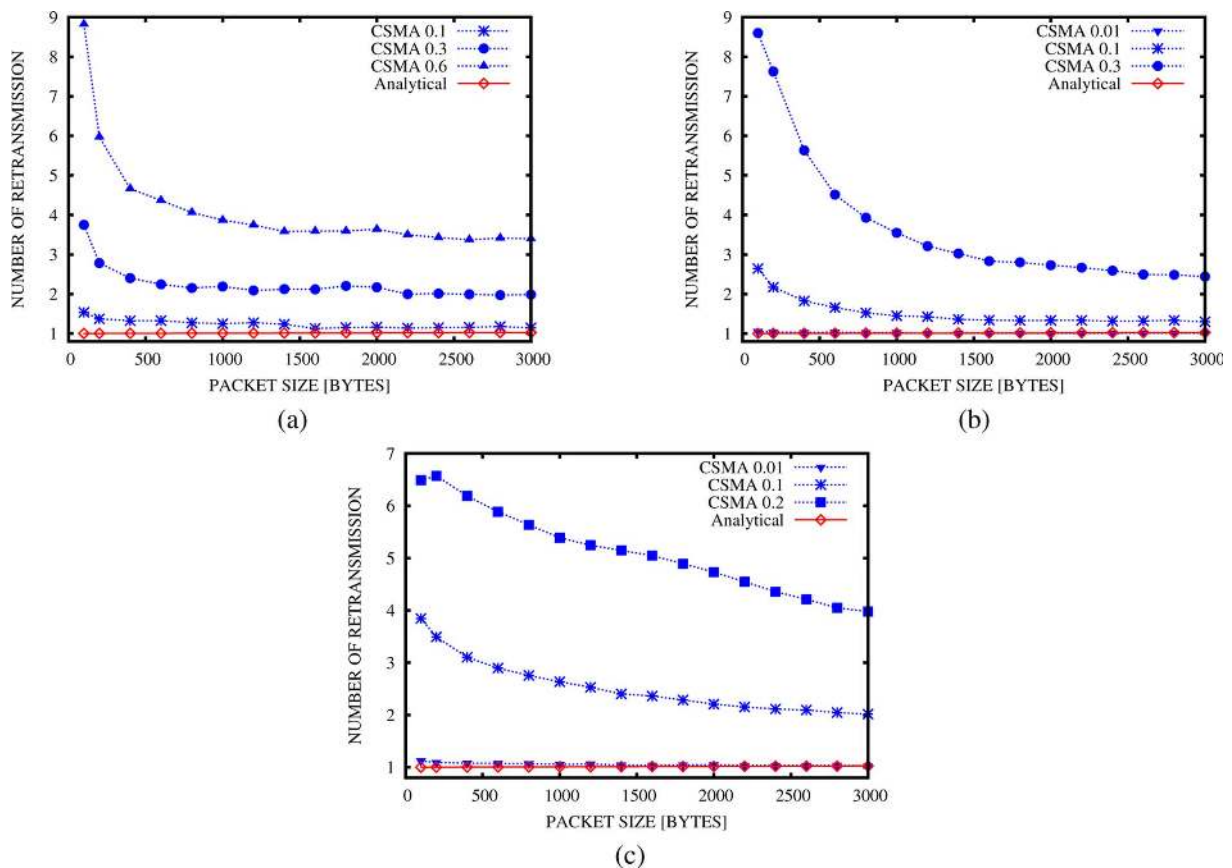 9
8
7
6
5
4
3
2
1
NUMBER OF RETRANSMISSION
CSMA 0.1
CSMA 0.3
CSMA 0.6
Analytical
0 500 1000 1500 2000 2500 3000
PACKET SIZE [BYTES]
(a)
9
8
7
6
5
4
3
2
1
NUMBER OF RETRANSMISSION
CSMA 0.01
CSMA 0.1
CSMA 0.3
Analytical
0 500 1000 1500 2000 2500 3000
PACKET SIZE [BYTES]
(b)
7
6
5
4
3
2
1
NUMBER OF RETRANSMISSION
CSMA 0.01
CSMA 0.1
CSMA 0.2
Analytical
0 500 1000 1500 2000 2500 3000
PACKET SIZE [BYTES]
(c)